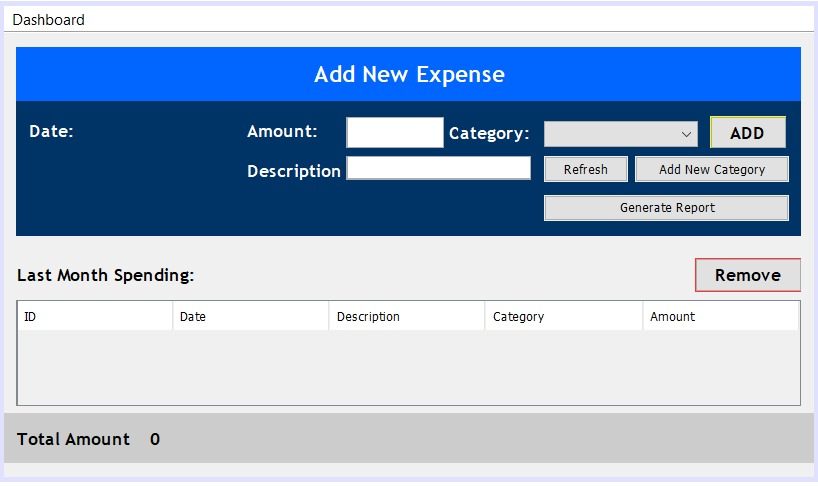 Dashboard
Add New Expense
Date: Amount: Category: ADD
Description Refresh Add New Category
Generate Report
Last Month Spending: Remove
ID Date Description Category Amount
Total Amount 0